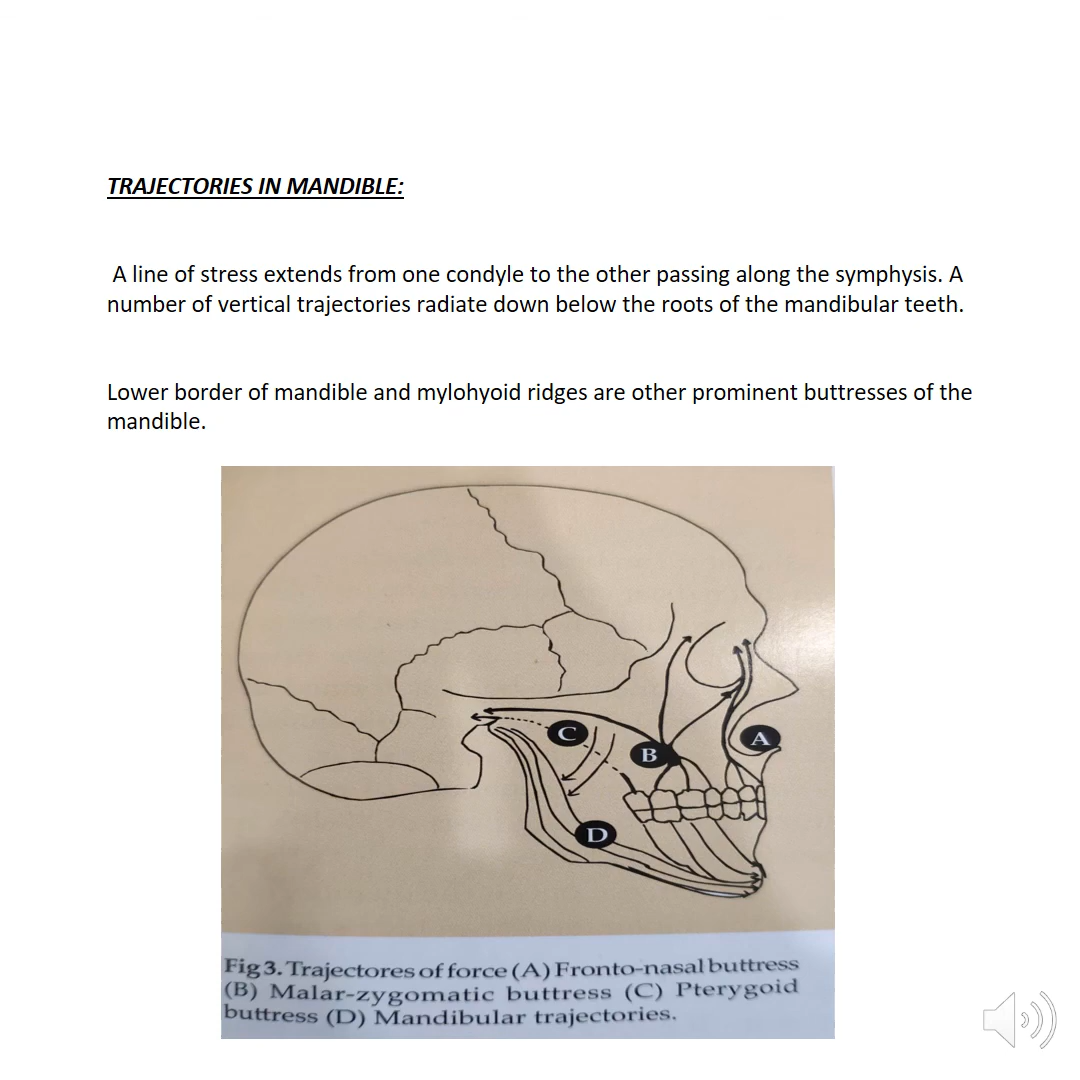 TRAJECTORIES IN MANDIBLE:
A line of stress extends from one condyle to the other passing along the symphysis. A
number of vertical trajectories radiate down below the roots of the mandibular teeth.
Lower border of mandible and mylohyoid ridges are other prominent buttresses of the
mandible.
A
C
B
D
Fig 3. Trajectores of force (A) Fronto-nasal buttress
(B) Malar-zygomatic buttress (C) Pterygoid
buttress (D) Mandibular trajectories.